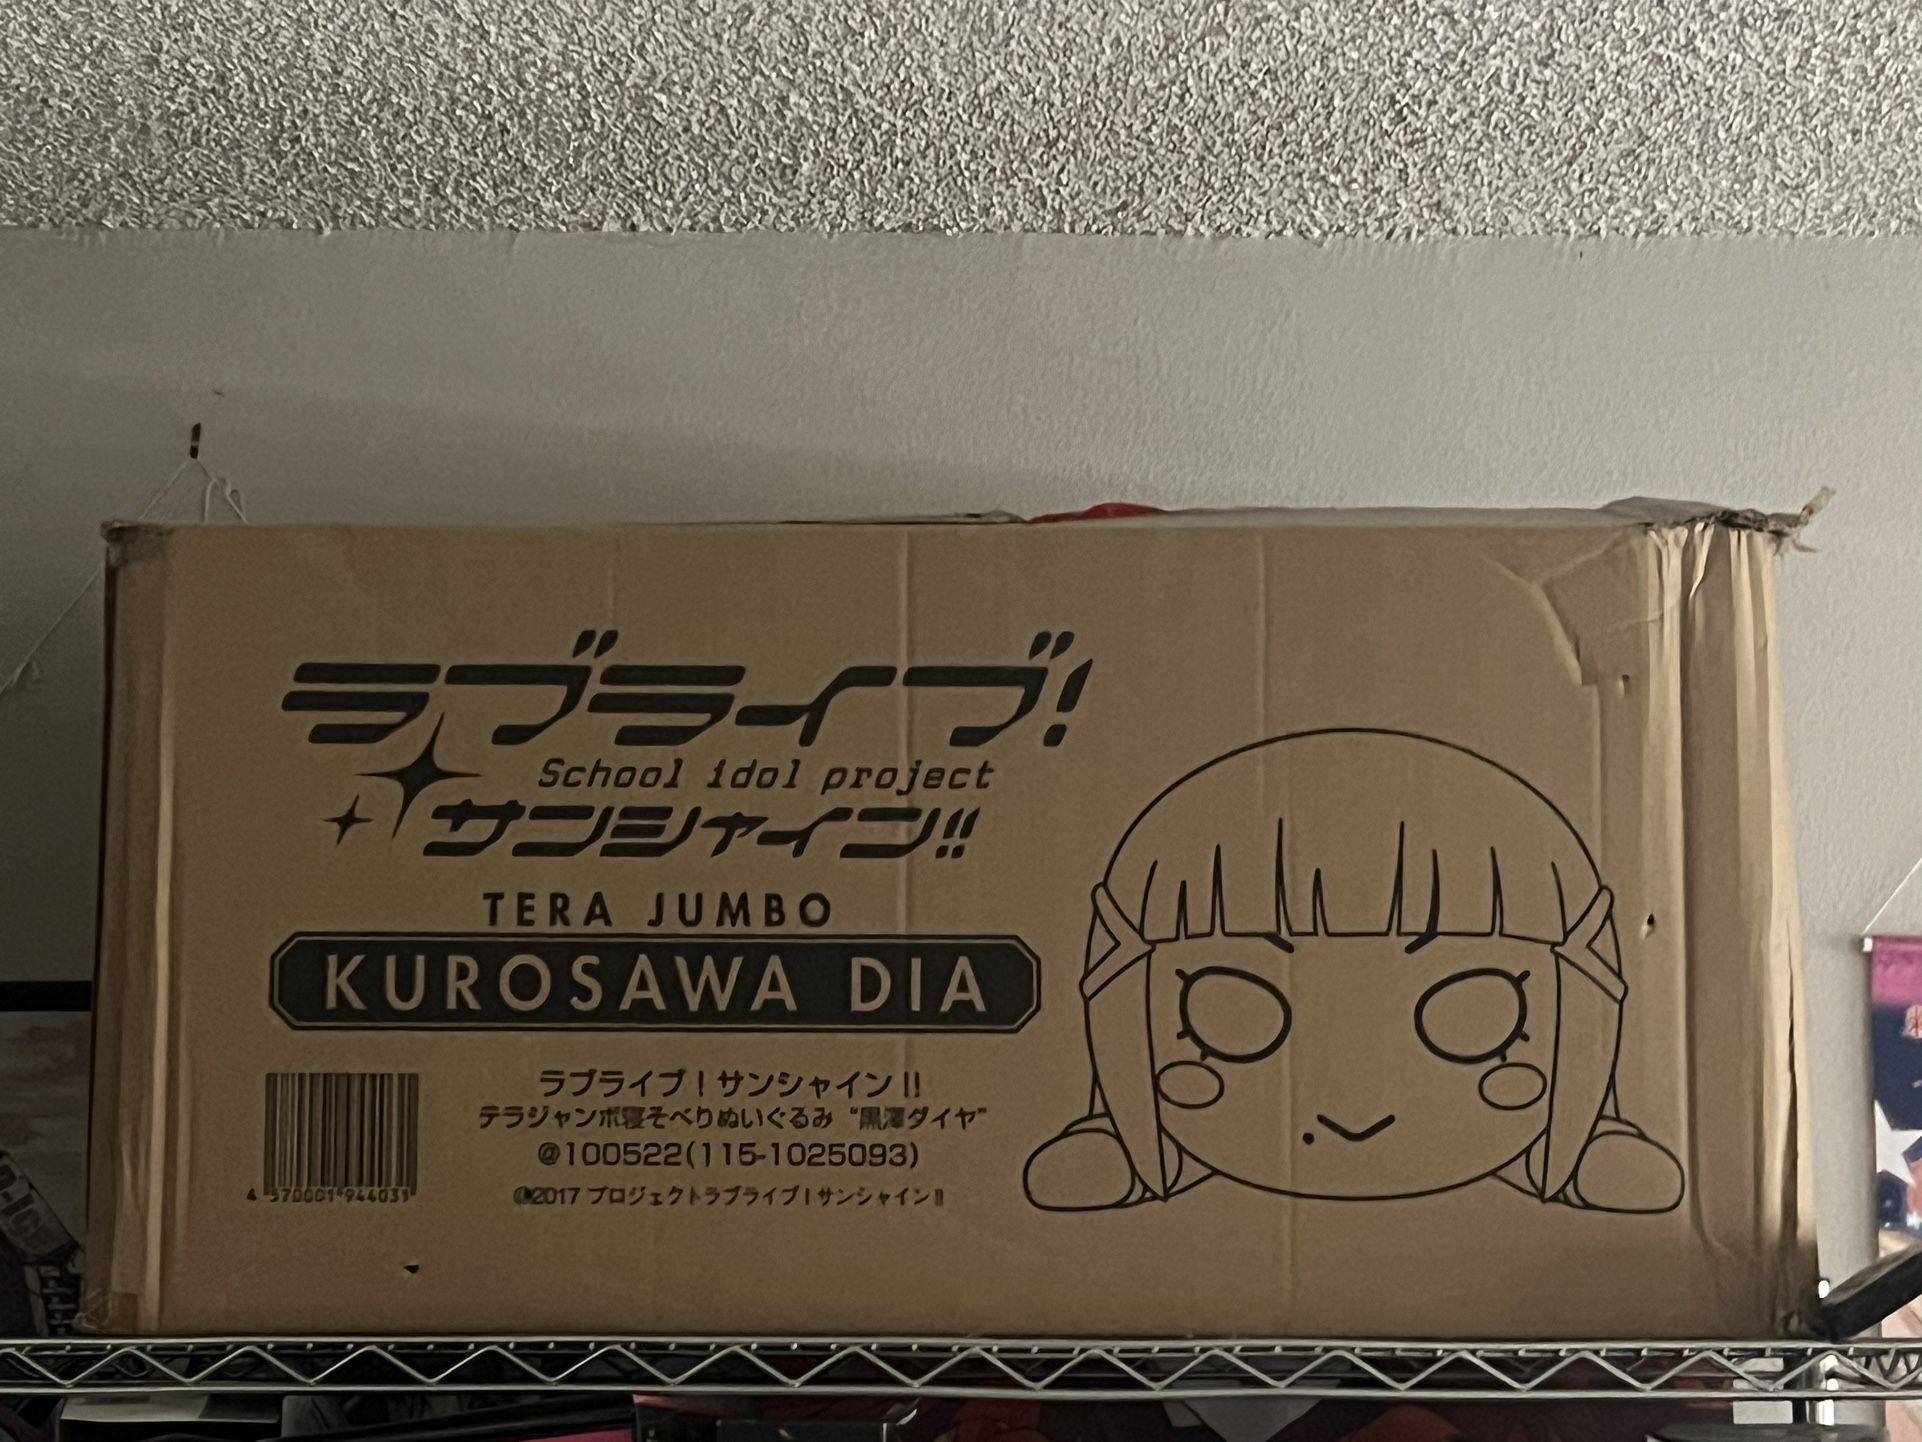 ラブライブ!
School idol project
サンシャイン!!
TERA JUMBO
KUROSAWA DIA
ラブライブ！サンシャイン!!
テラジャンボ寝そべりぬいぐるみ “黒澤ダイヤ”
@100522(115-1025093)
©2017 プロジェクトラブライブ！サンシャイン!!
4 570001 944031